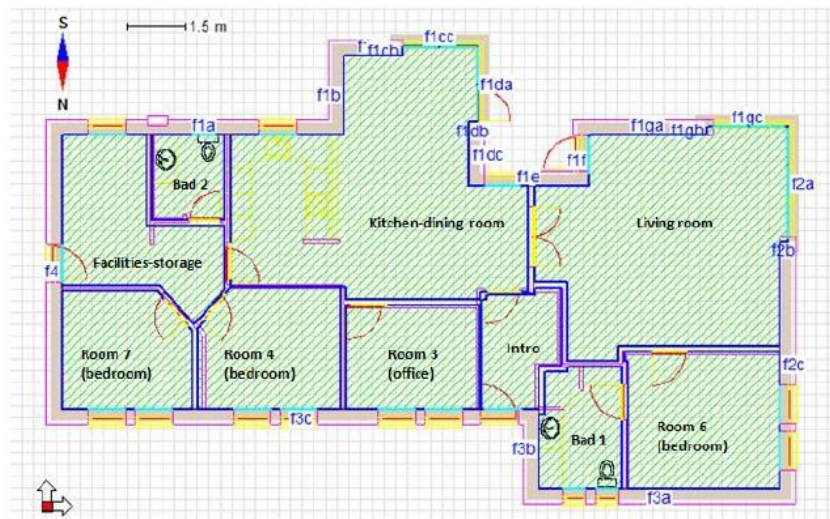 S
1.5 m
N
f1cc
f1cb
f1b
f1da
f1a
f1db
f1dc
f1e
f1f
f1ga
f1gb
f1gc
f2a
Bad 2
Kitchen-dining room
Living room
f2b
Facilities-storage
f4
Room 7
(bedroom)
Room 4
(bedroom)
Room 3
(office)
Intro
f2c
f3c
f3b
Bad 1
Room 6
(bedroom)
f3a